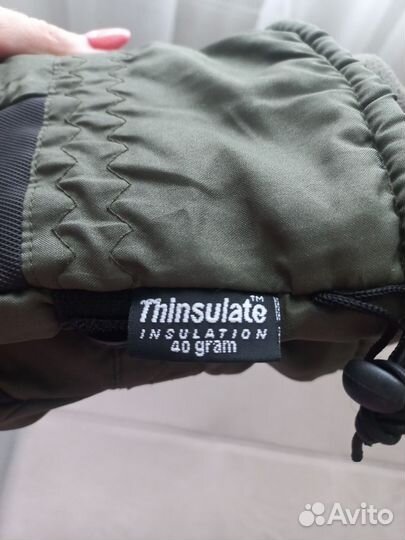 Thinsulate™
INSULATION
40 gram
Avito